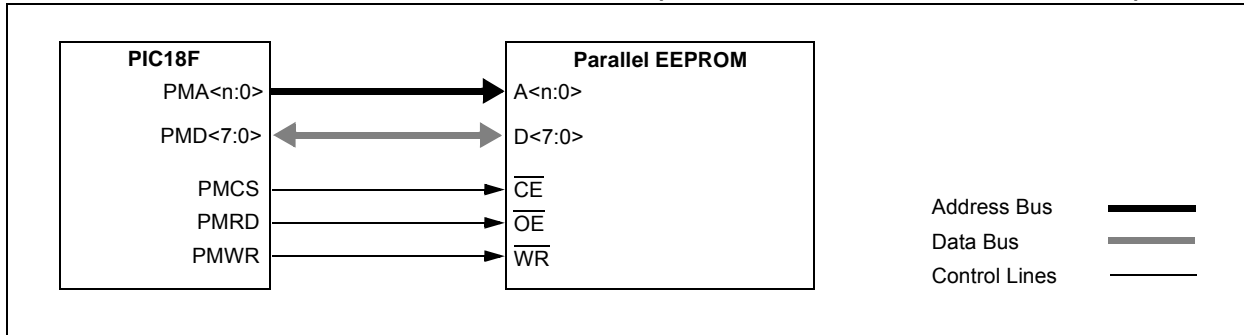 PIC18F
PMA<n:0>
PMD<7:0>
PMCS
PMRD
PMWR
Parallel EEPROM
A<n:0>
D<7:0>
CE
OE
WR
Address Bus
Data Bus
Control Lines